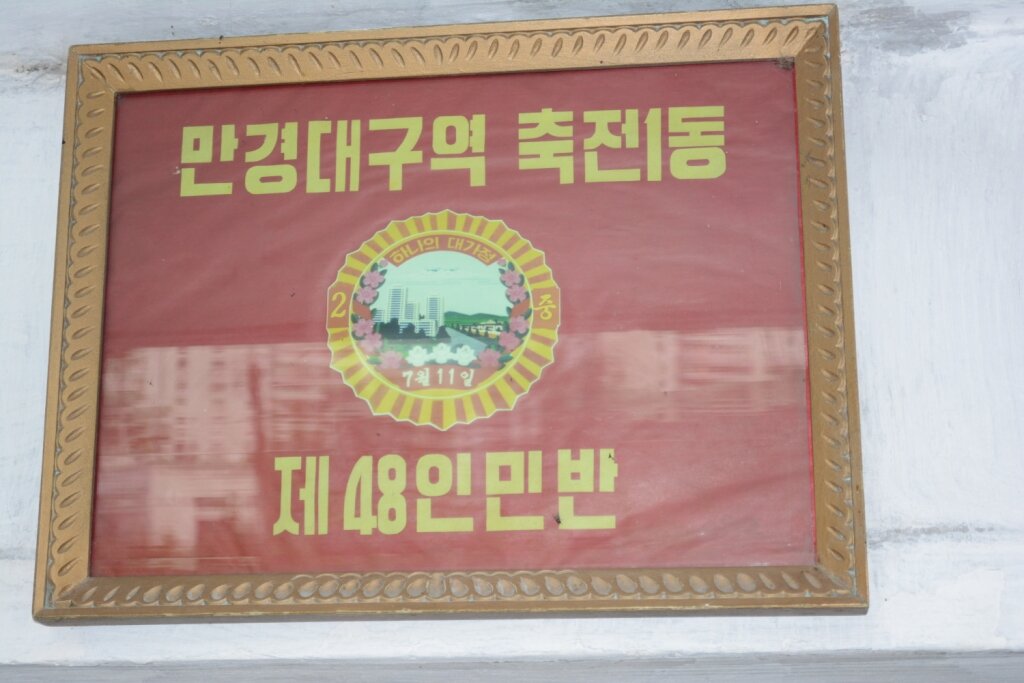 만경대구역 축전1동
하나의 대가정
2 중
7월11일
제 48인민반